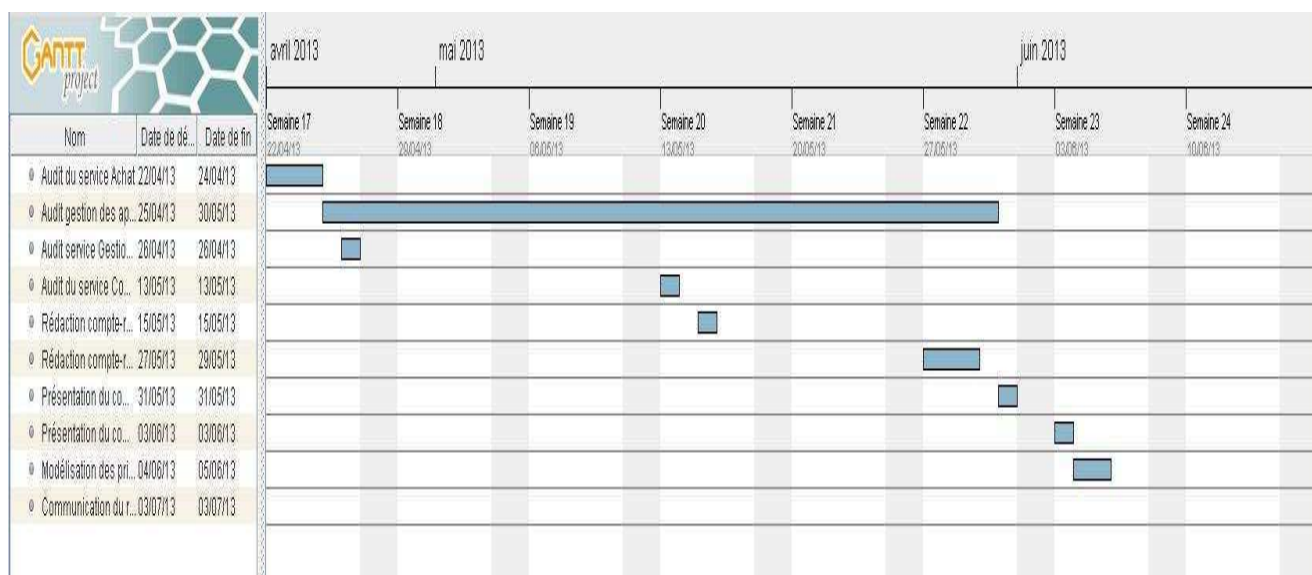 GANTT
project
avril 2013 mai 2013 juin 2013
Nom Date de dé... Date de fin
Semaine 17 Semaine 18 Semaine 19 Semaine 20 Semaine 21 Semaine 22 Semaine 23 Semaine 24
22/04/13 29/04/13 06/05/13 13/05/13 20/05/13 27/05/13 03/06/13 10/06/13
Audit du service Achat 22/04/13 24/04/13
Audit gestion des ap... 25/04/13 30/05/13
Audit service Gestio... 26/04/13 26/04/13
Audit du service Co... 13/05/13 13/05/13
Rédaction compte-r... 15/05/13 15/05/13
Rédaction compte-r... 27/05/13 29/05/13
Présentation du co... 31/05/13 31/05/13
Présentation du co... 03/06/13 03/06/13
Modélisation des pri... 04/06/13 05/06/13
Communication du r... 03/07/13 03/07/13